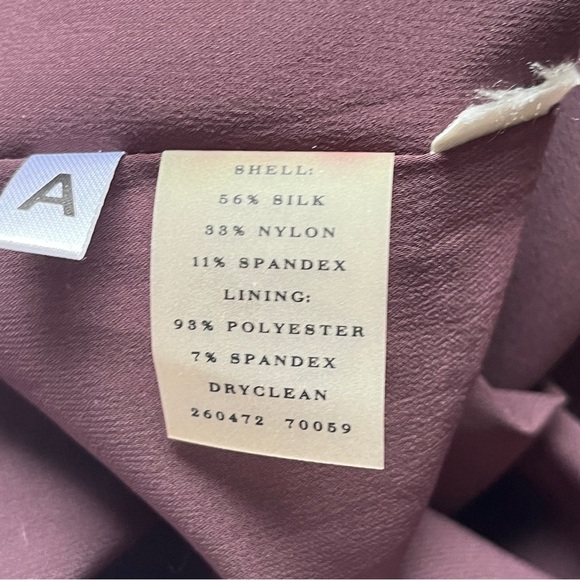 A
SHELL:
56% SILK
33% NYLON
11% SPANDEX
LINING:
93% POLYESTER
7% SPANDEX
DRYCLEAN
260472 70059